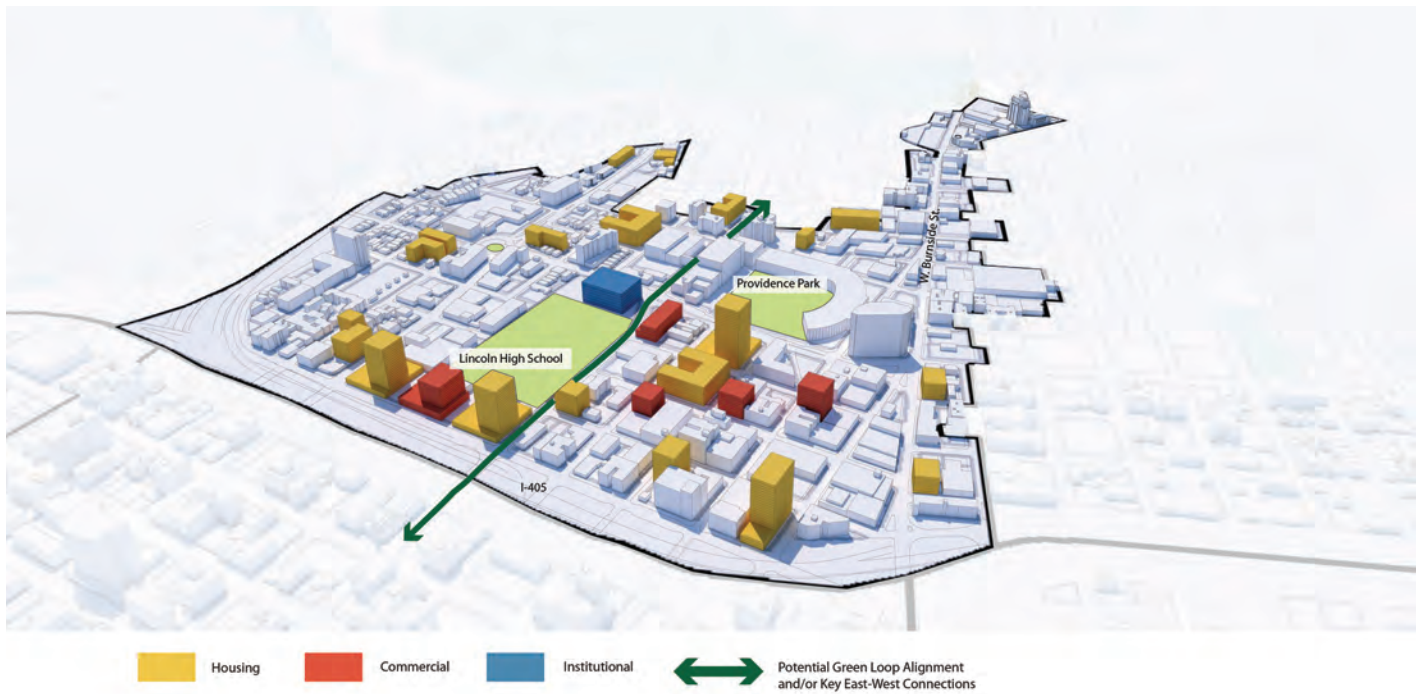 W. Burnside St.
Providence Park
Lincoln High School
I-405
Housing
Commercial
Institutional
Potential Green Loop Alignment
and/or Key East-West Connections